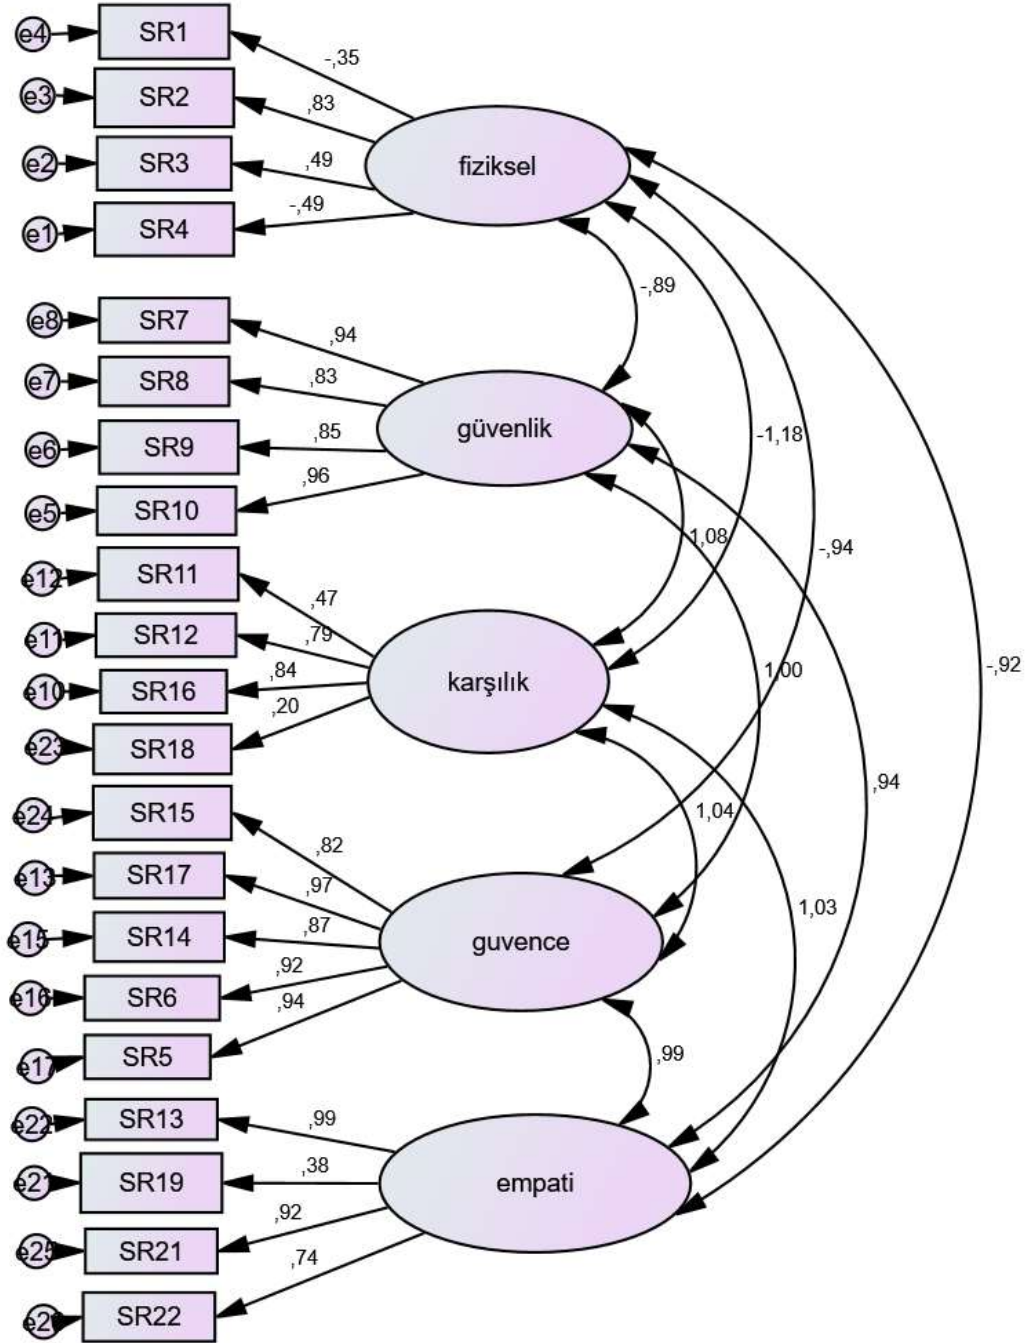 e4
SR1
-,35
e3
SR2
,83
e2
SR3
,49
fiziksel
e1
SR4
-,49
-,89
e8
SR7
,94
e7
SR8
,83
güvenlik
e6
SR9
,85
-1,18
e5
SR10
,96
1,08
-,94
e12
SR11
,47
e11
SR12
,79
e10
SR16
,84
karşılık
1,00
-,92
e23
SR18
,20
,94
e24
SR15
,82
1,04
e13
SR17
,97
1,03
e15
SR14
,87
guvence
e16
SR6
,92
e17
SR5
,94
,99
e22
SR13
,99
e21
SR19
,38
empati
e25
SR21
,92
SR22
,74